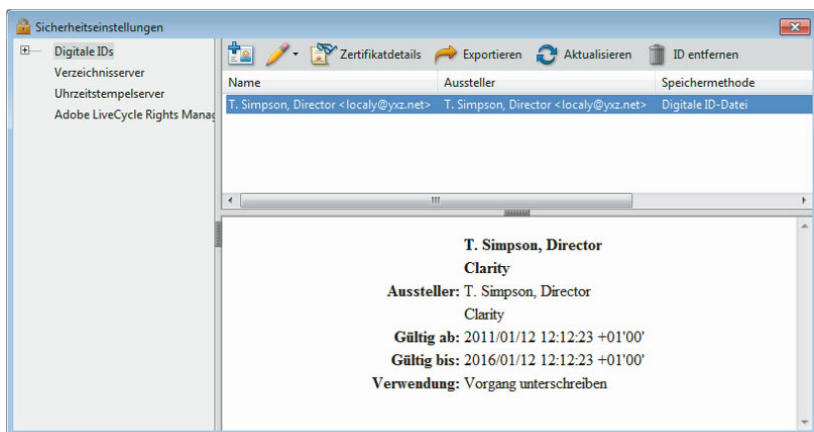 Sicherheitseinstellungen
Digitale IDs
Verzeichnisserver
Uhrzeitstempelserver
Adobe LiveCycle Rights Manag
Zertifikatdetails Exportieren Aktualisieren ID entfernen
Name Aussteller Speichermethode
T. Simpson, Director <localy@yxz.net> T. Simpson, Director <localy@yxz.net> Digitale ID-Datei
T. Simpson, Director
Clarity
Aussteller: T. Simpson, Director
Clarity
Gültig ab: 2011/01/12 12:12:23 +01'00'
Gültig bis: 2016/01/12 12:12:23 +01'00'
Verwendung: Vorgang unterschreiben